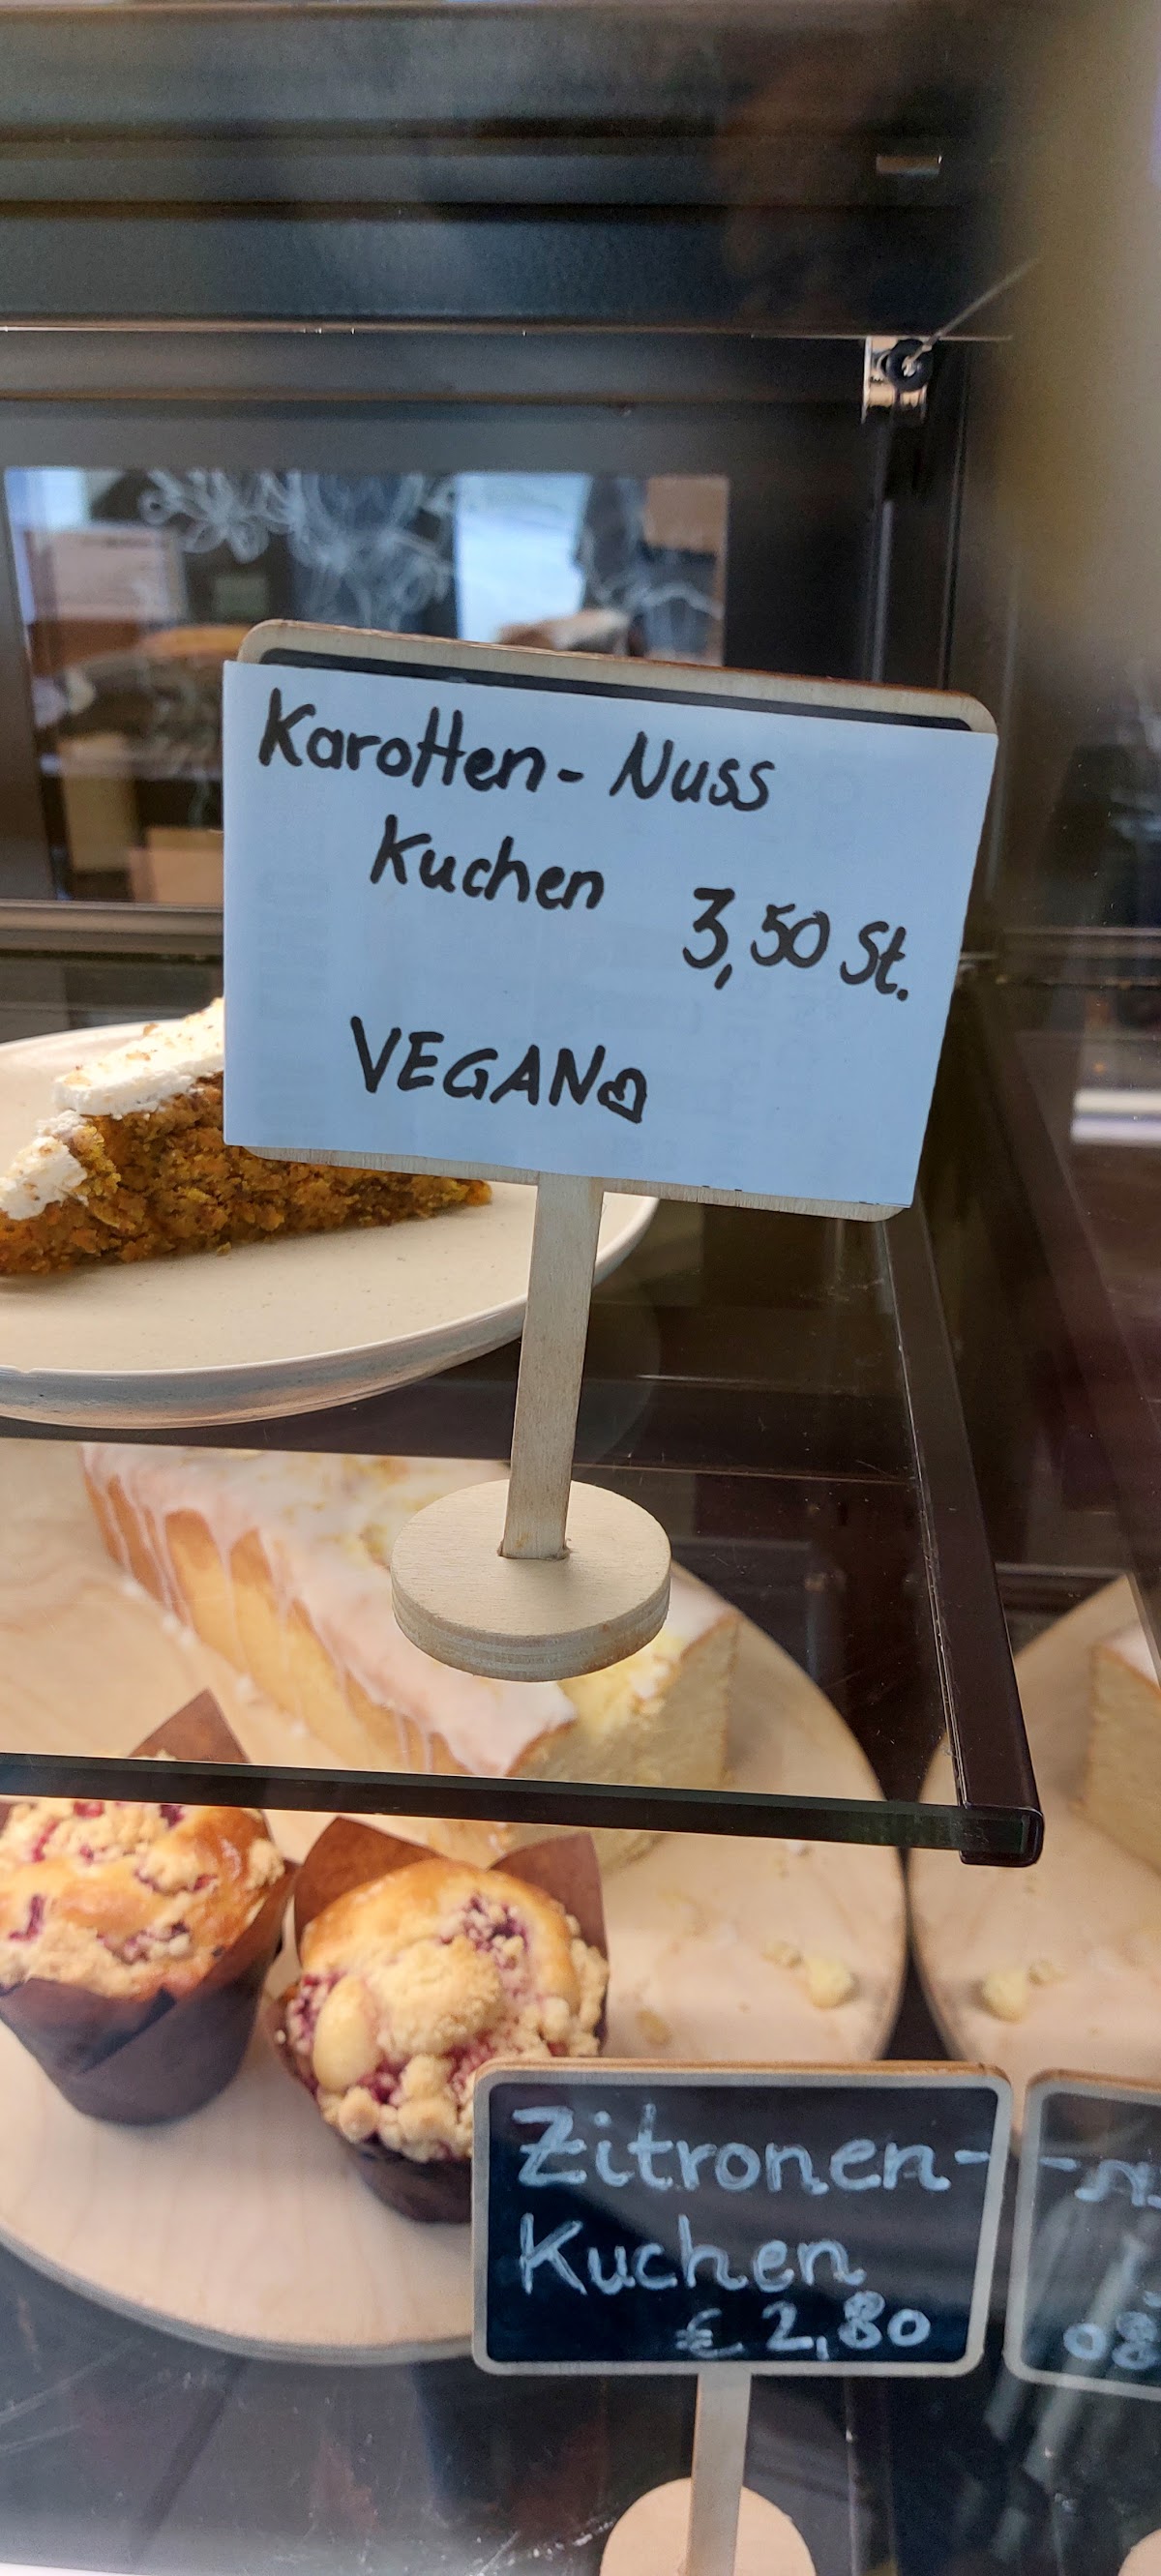 Karotten-Nuss
Kuchen 3,50 St.
VEGAN♡
Zitronen-
Kuchen
€ 2,80